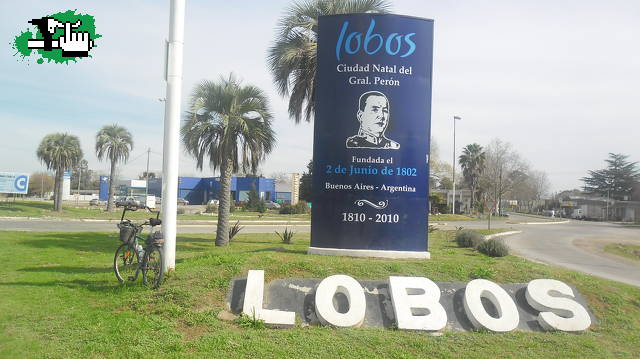 lobos
Ciudad Natal del
Gral. Perón
Fundada el
2 de Junio de 1802
Buenos Aires - Argentina
1810 - 2010
LOBOS